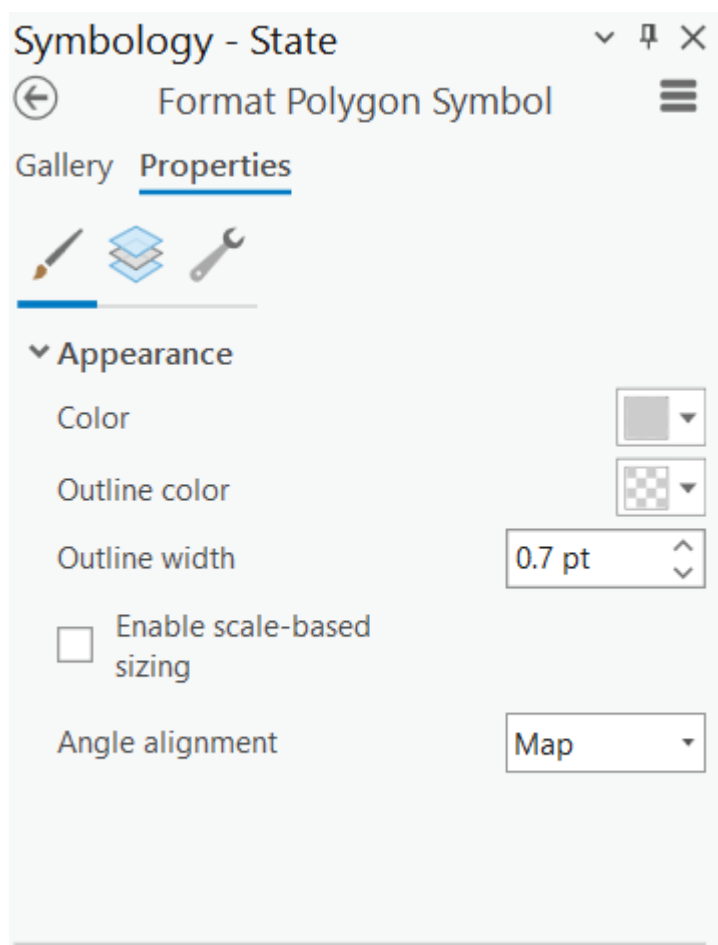 Symbology - State
Format Polygon Symbol
Gallery Properties
Appearance
Color
Outline color
Outline width 0.7 pt
Enable scale-based
sizing
Angle alignment Map